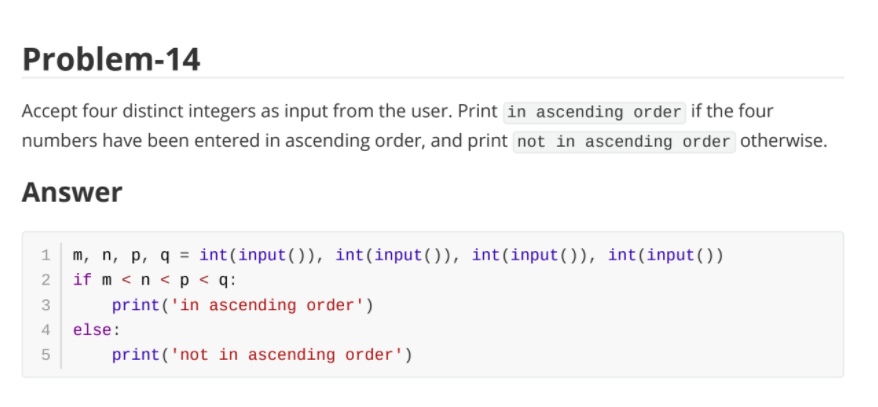 Problem-14
Accept four distinct integers as input from the user. Print in ascending order if the four
numbers have been entered in ascending order, and print not in ascending order otherwise.
Answer
1 m, n, p, q = int(input()), int(input()), int(input()), int(input())
2 if m < n < p < q:
3     print('in ascending order')
4 else:
5     print('not in ascending order')